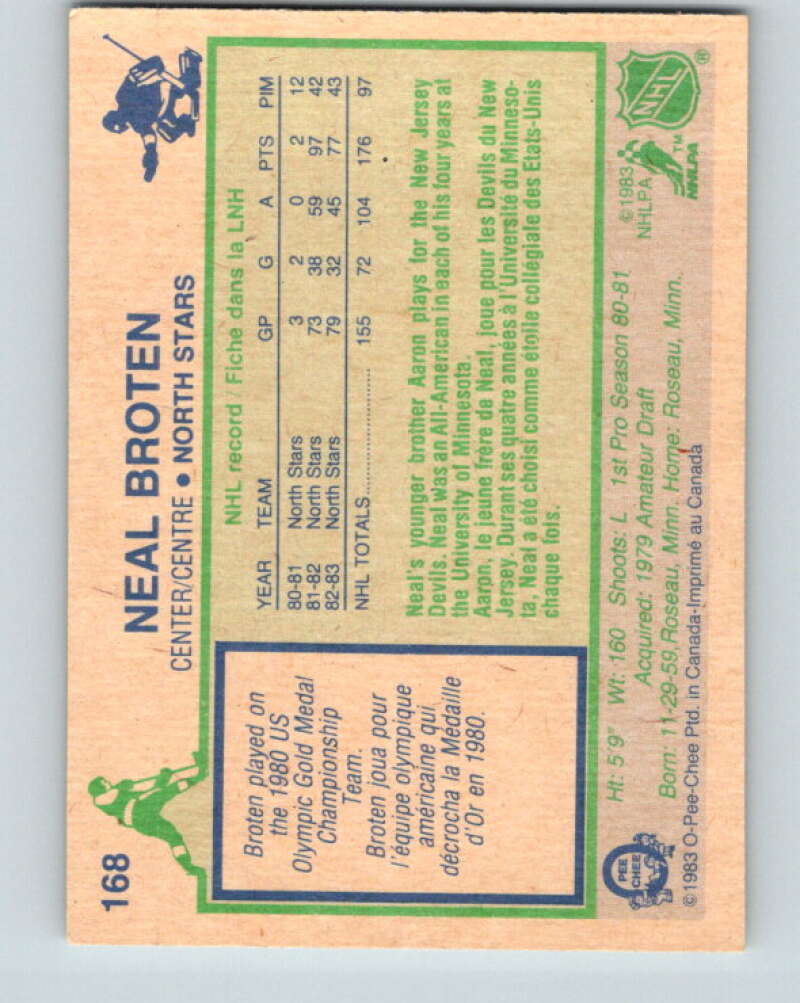 168
NEAL BROTEN
CENTER/CENTRE • NORTH STARS
Broten played on
the 1980 US
Olympic Gold Medal
Championship
Team.
Broten joua pour
l'équipe olympique
américaine qui
décrocha la Médaille
d'Or en 1980.
NHL record / Fiche dans la LNH
YEAR TEAM GP G A PTS PIM
80-81 North Stars 3 2 0 2 12
81-82 North Stars 73 38 59 97 42
82-83 North Stars 79 32 45 77 43
NHL TOTALS 155 72 104 176 97
Neal's younger brother Aaron plays for the New Jersey
Devils. Neal was an All-American in each of his four years at
the University of Minnesota.
Aaron, le jeune frère de Neal, joue pour les Devils du New
Jersey. Durant ses quatre années à l'Université du Minneso-
ta, Neal a été choisi comme étoile collégiale des Etats-Unis
chaque fois.
Ht: 5'9" Wt: 160 Shoots: L 1st Pro Season 80-81
Acquired: 1979 Amateur Draft
Born: 11-29-59, Roseau, Minn. Home: Roseau, Minn.
©1983 O-Pee-Chee Ptd. in Canada-Imprimé au Canada
O PEE CHEE
©1983
NHLPA
NHLPA
TM
NHL
®